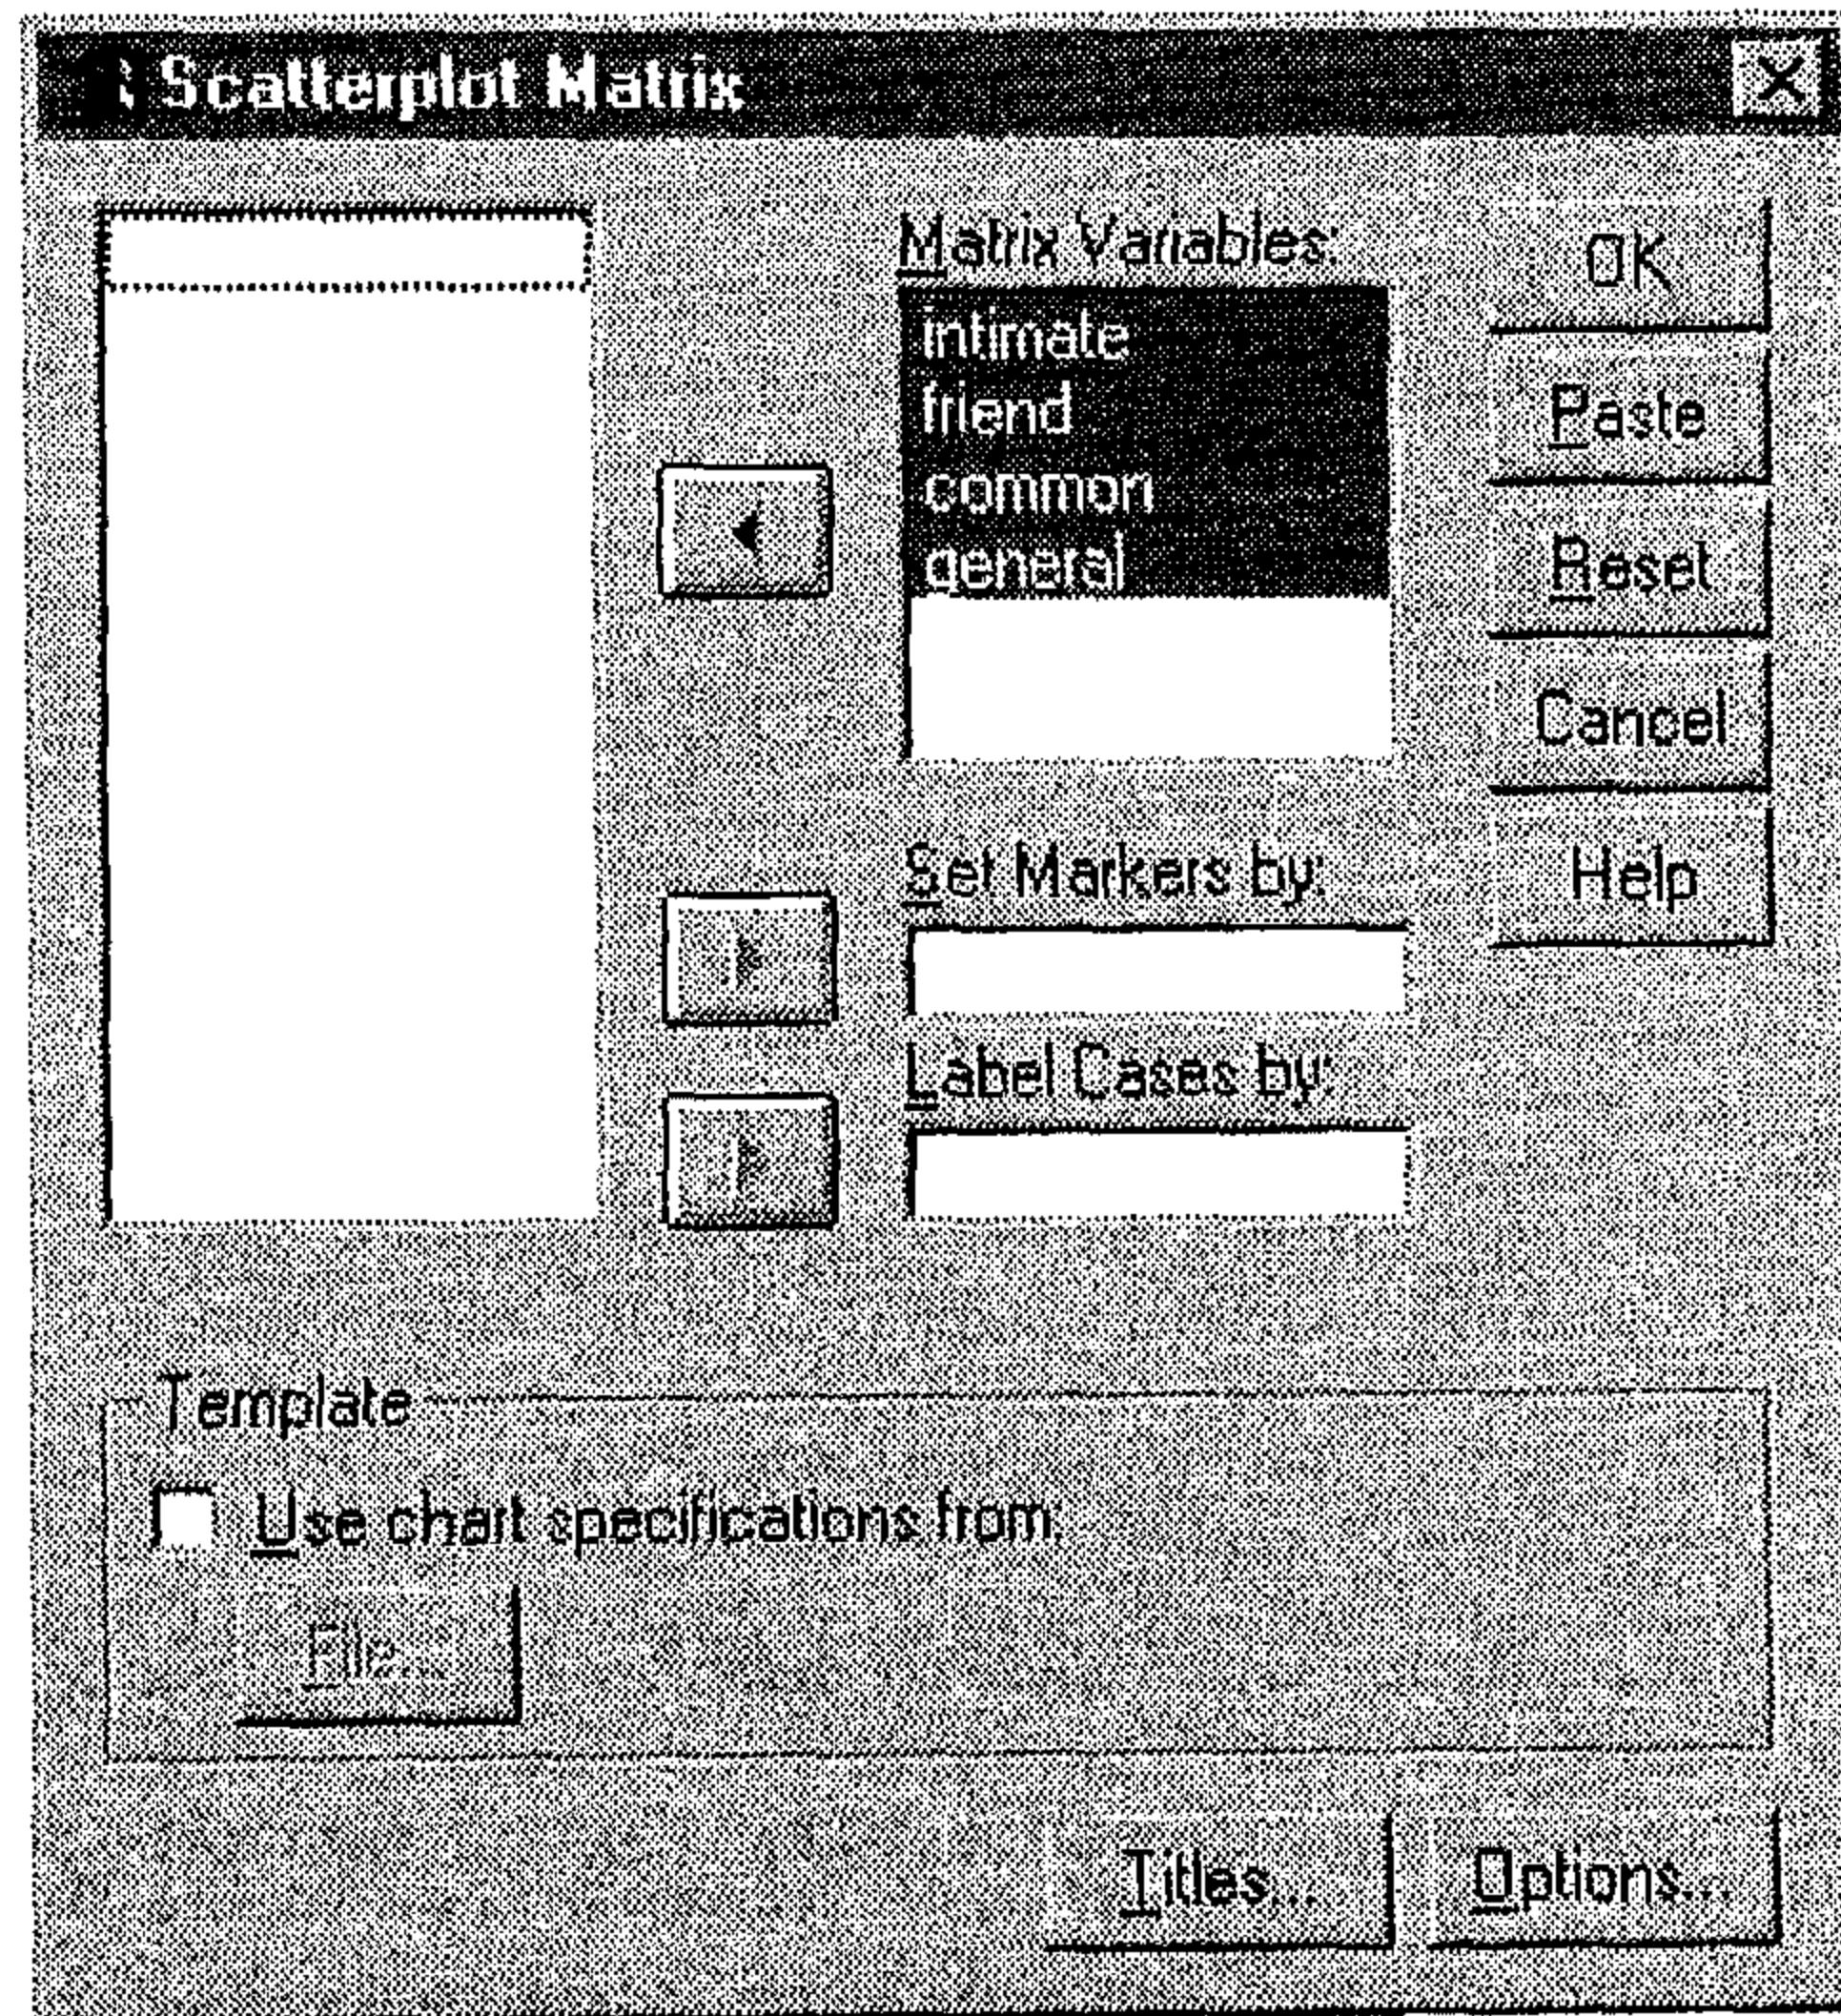 Scatterplot Matrix
Matrix Variables:
intimate
friend
common
general
OK
Paste
Reset
Cancel
Help
Set Markers by:
Label Cases by:
Template
Use chart specifications from:
File...
Titles...
Options...